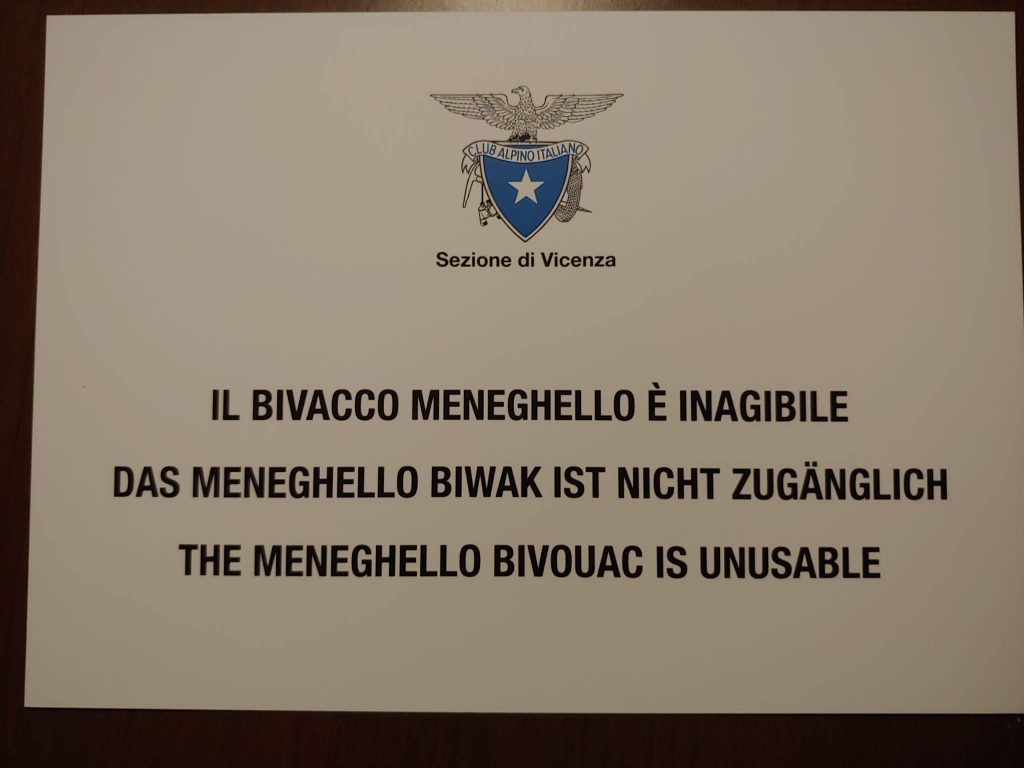 CLUB ALPINO ITALIANO
Sezione di Vicenza
IL BIVACCO MENEGHELLO È INAGIBILE
DAS MENEGHELLO BIWAK IST NICHT ZUGÄNGLICH
THE MENEGHELLO BIVOUAC IS UNUSABLE